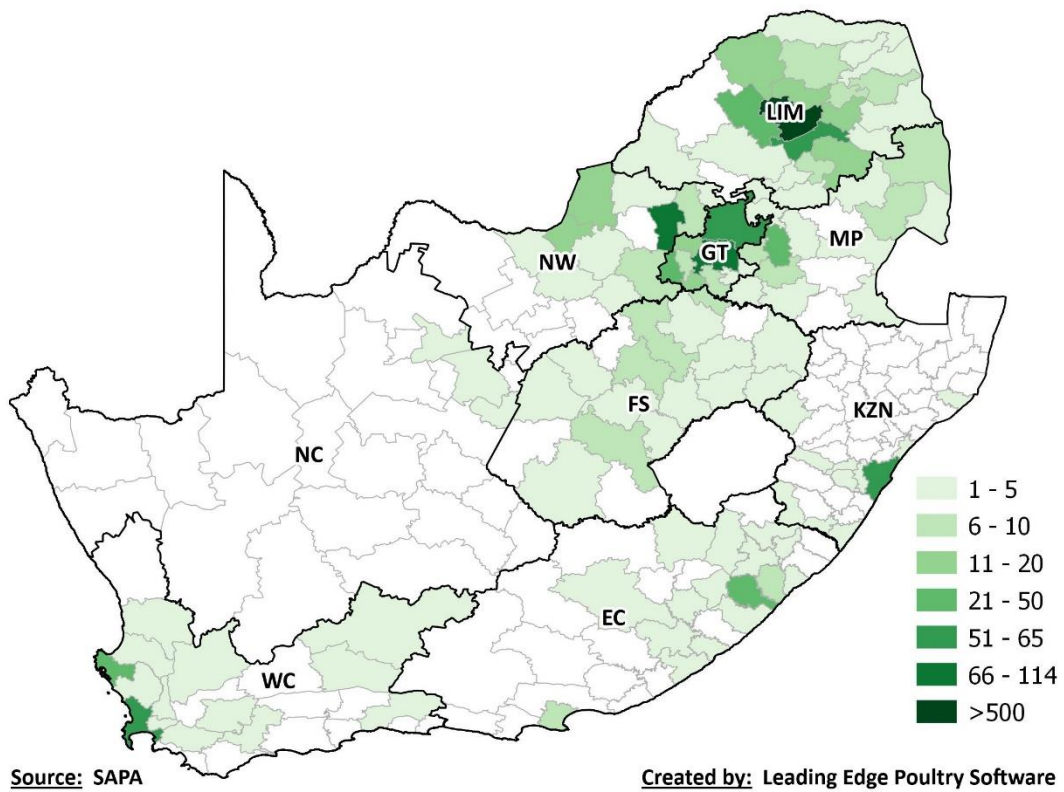 LIM
MP
GT
NW
FS
KZN
NC
EC
WC
1 - 5
6 - 10
11 - 20
21 - 50
51 - 65
66 - 114
>500
Source: SAPA
Created by: Leading Edge Poultry Software